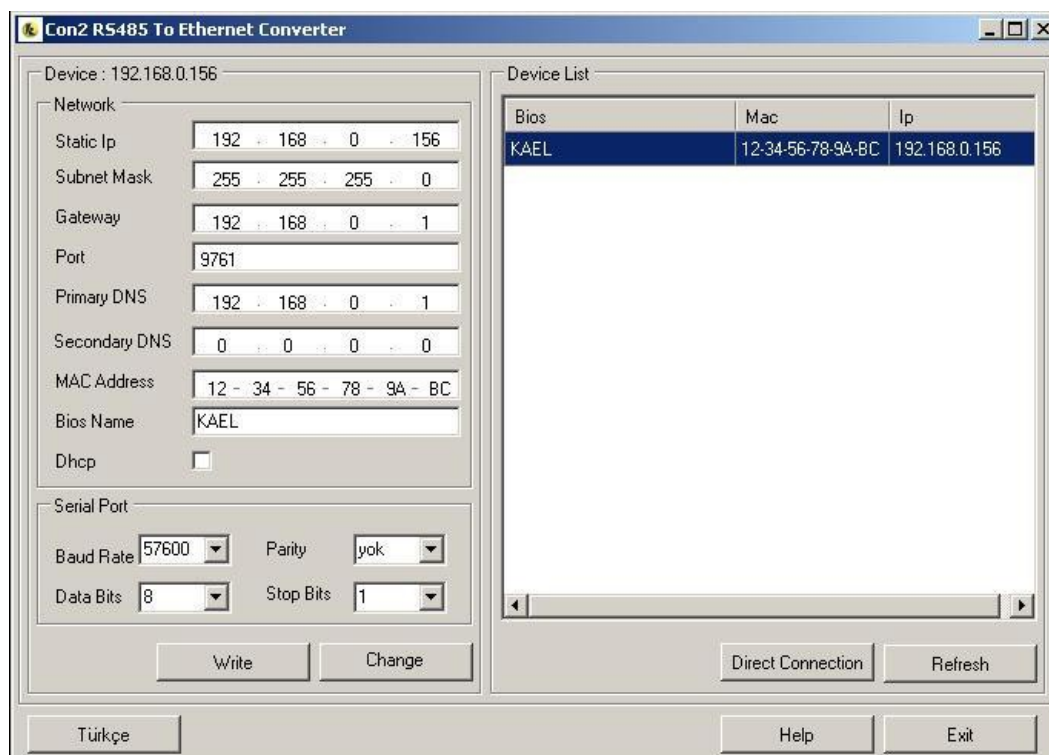 Con2 RS485 To Ethernet Converter
Device : 192.168.0.156
Network
Static Ip 192 . 168 . 0 . 156
Subnet Mask 255 . 255 . 255 . 0
Gateway 192 . 168 . 0 . 1
Port 9761
Primary DNS 192 . 168 . 0 . 1
Secondary DNS 0 . 0 . 0 . 0
MAC Address 12 - 34 - 56 - 78 - 9A - BC
Bios Name KAEL
Dhcp
Serial Port
Baud Rate 57600 Parity yok
Data Bits 8 Stop Bits 1
Write Change
Device List
Bios Mac Ip
KAEL 12-34-56-78-9A-BC 192.168.0.156
Direct Connection Refresh
Türkçe Help Exit